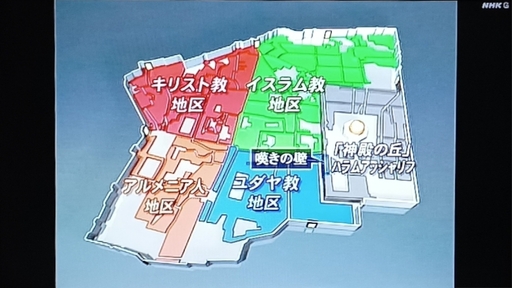 NHK G
キリスト教
地区
イスラム教
地区
嘆きの壁
「神殿の丘」
ハラムアッシャリフ
アルメニア人
地区
ユダヤ教
地区